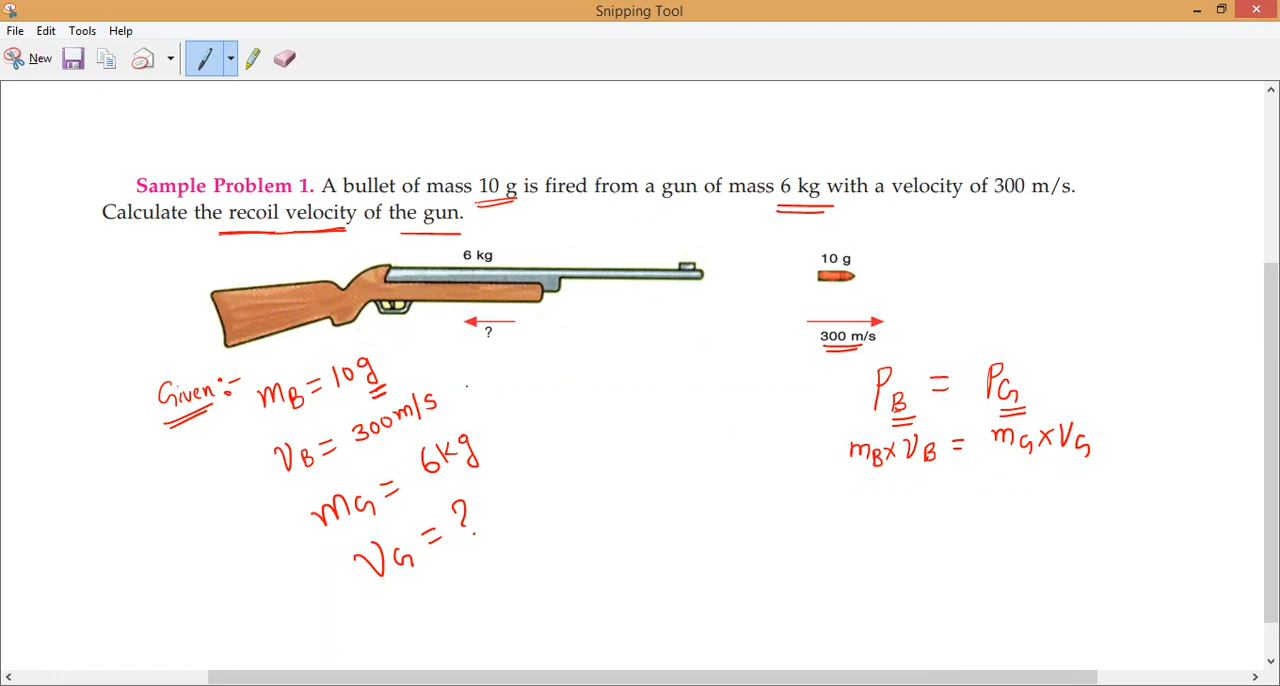 Snipping Tool
File Edit Tools Help
New
Sample Problem 1. A bullet of mass 10 g is fired from a gun of mass 6 kg with a velocity of 300 m/s.
Calculate the recoil velocity of the gun.
6 kg
10 g
?
300 m/s
Given:- mB = 10g
vB = 300m/s
mG = 6kg
vG = ?
PB = PG
mB×vB = mG×vG